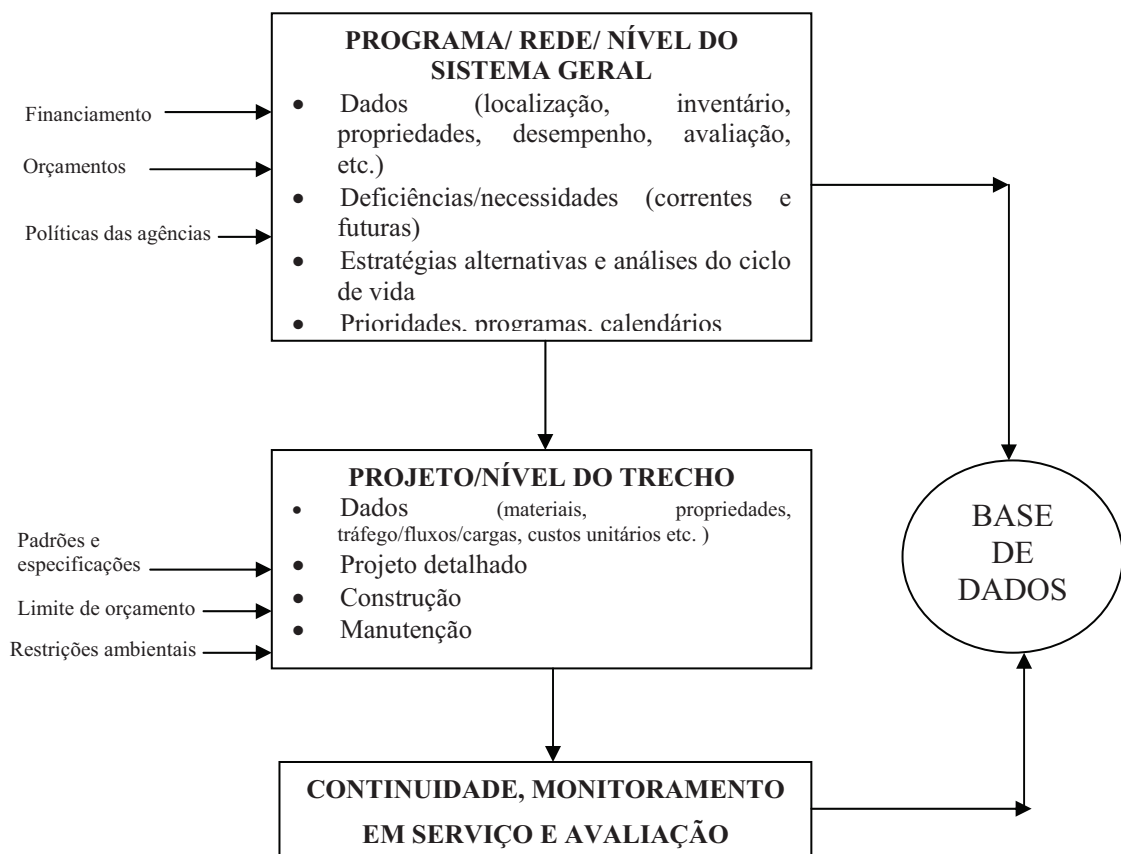 PROGRAMA/ REDE/ NÍVEL DO
SISTEMA GERAL
• Dados (localização, inventário,
propriedades, desempenho, avaliação,
etc.)
• Deficiências/necessidades (correntes e
futuras)
• Estratégias alternativas e análises do ciclo
de vida
• Prioridades, programas, calendários
Financiamento
Orçamentos
Políticas das agências
PROJETO/NÍVEL DO TRECHO
• Dados (materiais, propriedades,
tráfego/fluxos/cargas, custos unitários etc. )
• Projeto detalhado
• Construção
• Manutenção
Padrões e
especificações
Limite de orçamento
Restrições ambientais
BASE
DE
DADOS
CONTINUIDADE, MONITORAMENTO
EM SERVIÇO E AVALIAÇÃO